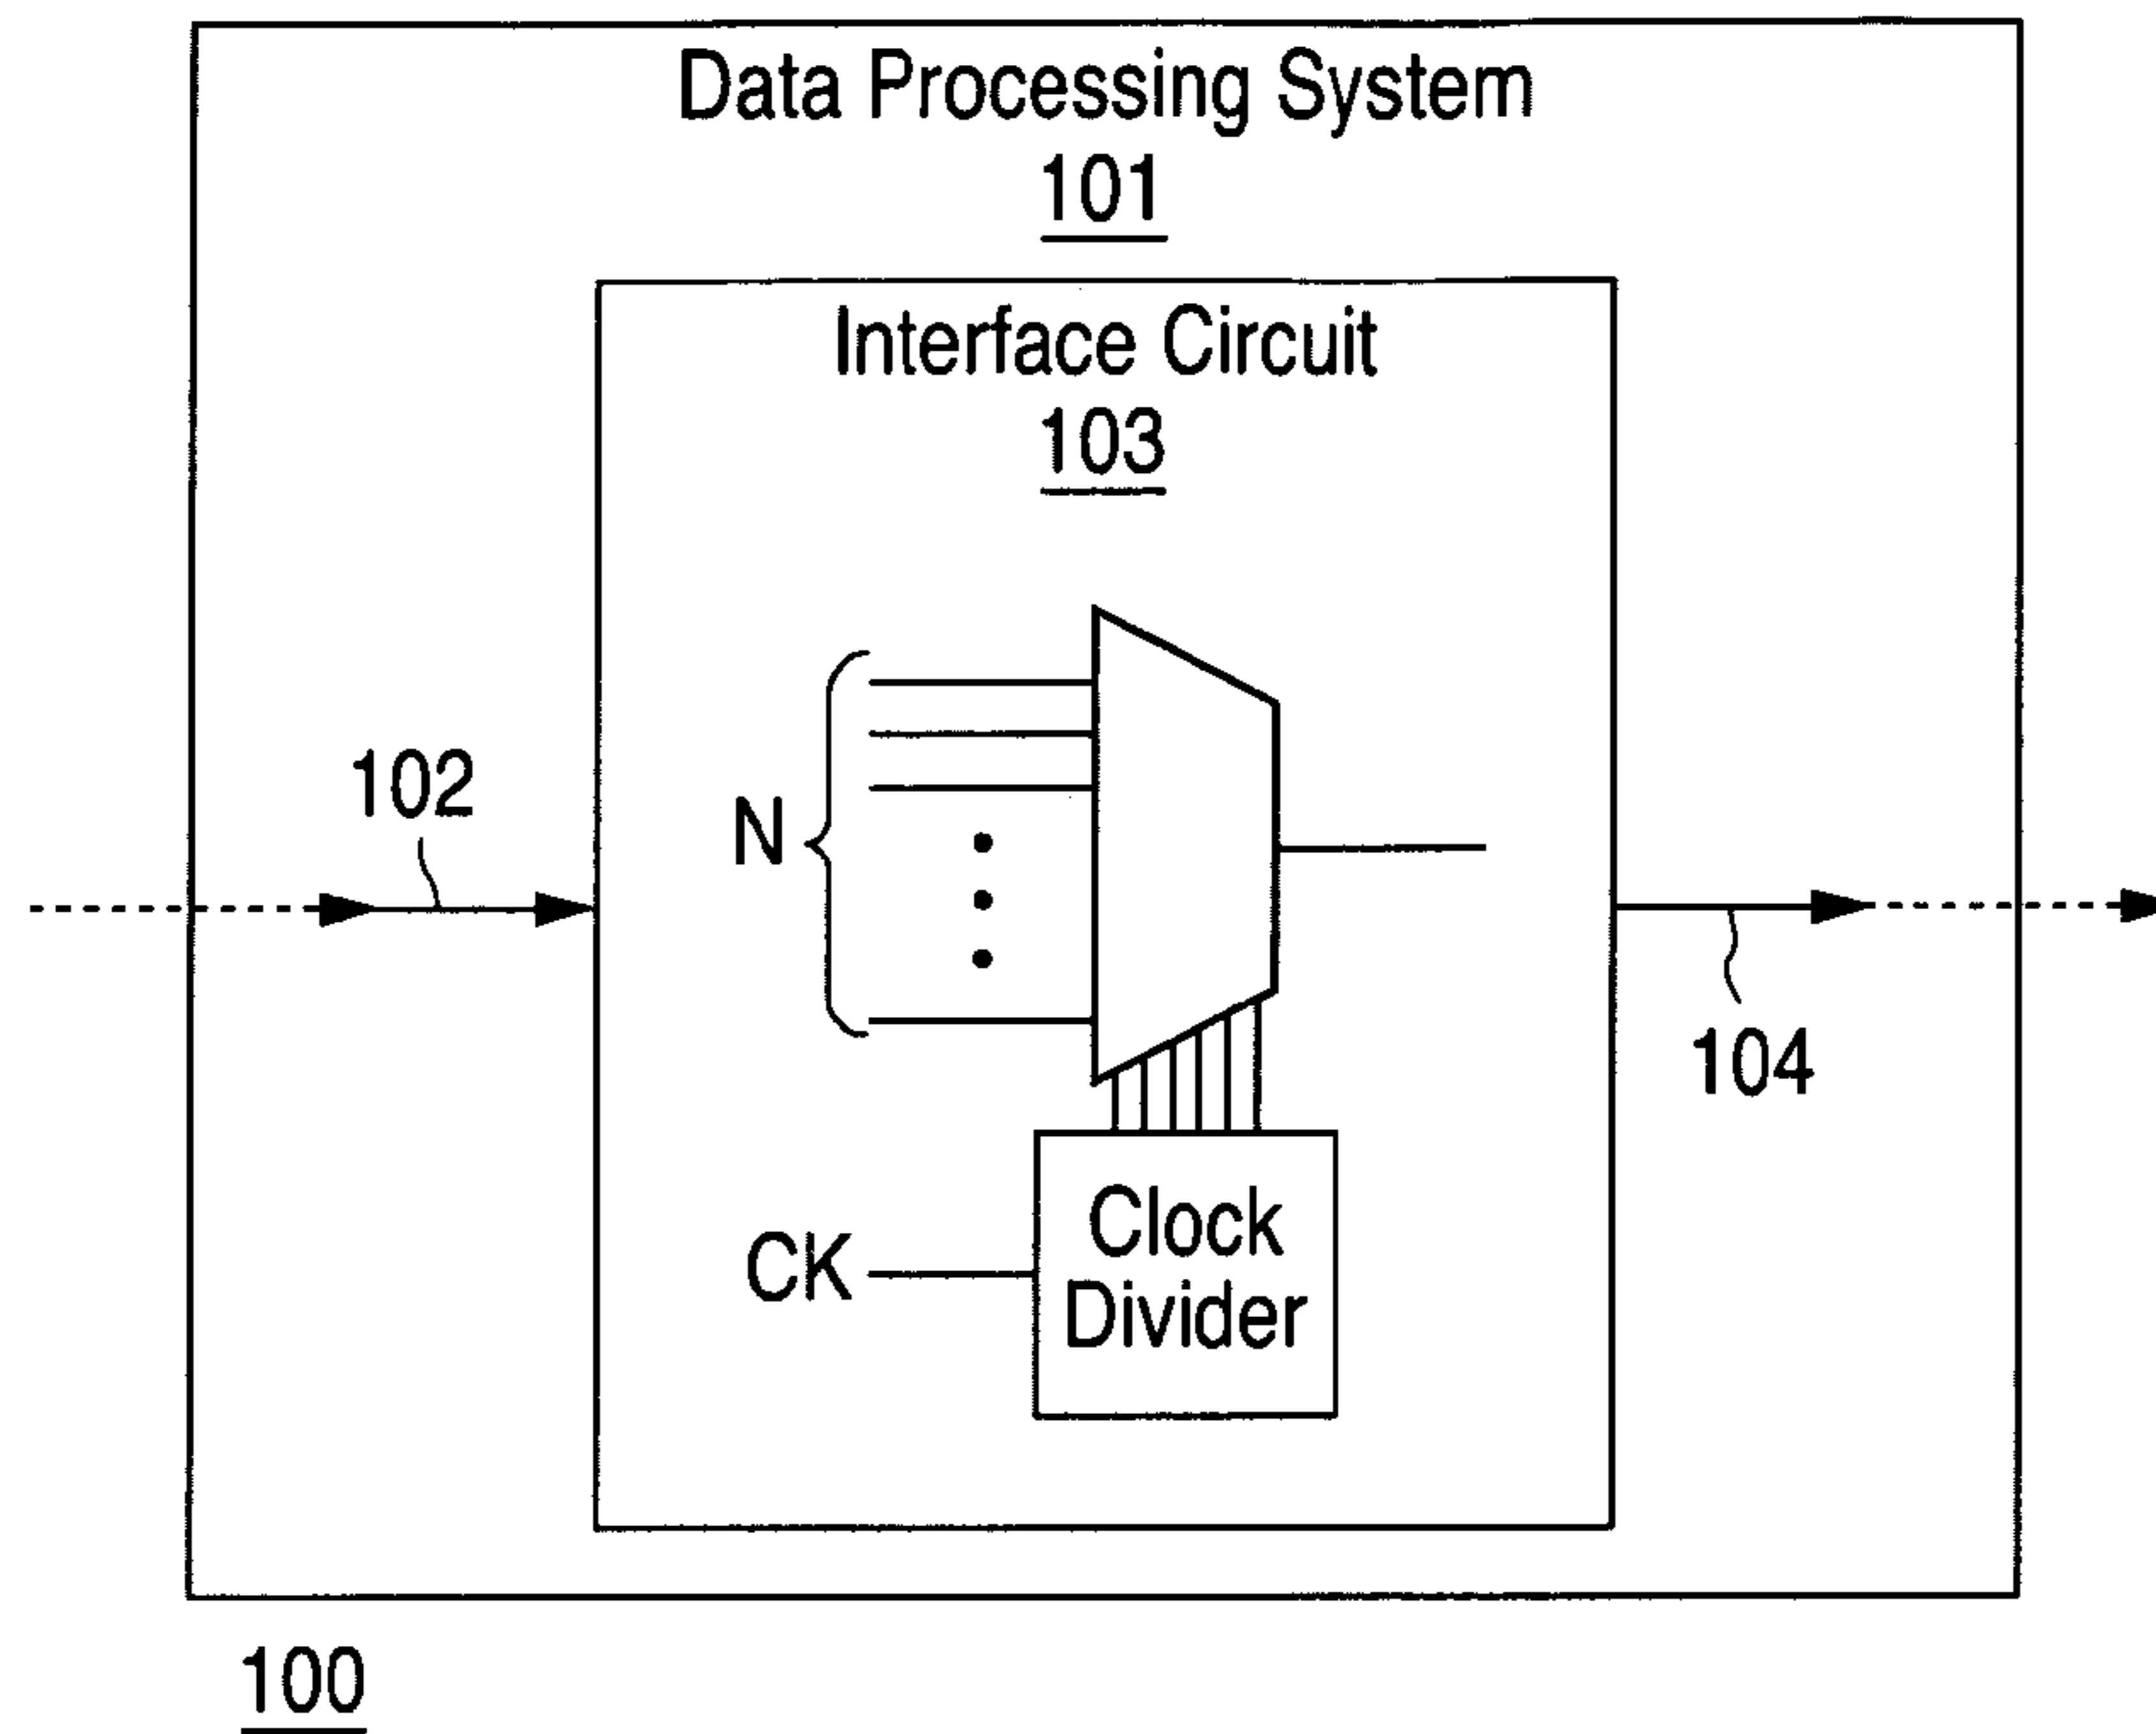 Data Processing System
101
Interface Circuit
103
102
N
104
CK
Clock
Divider
100